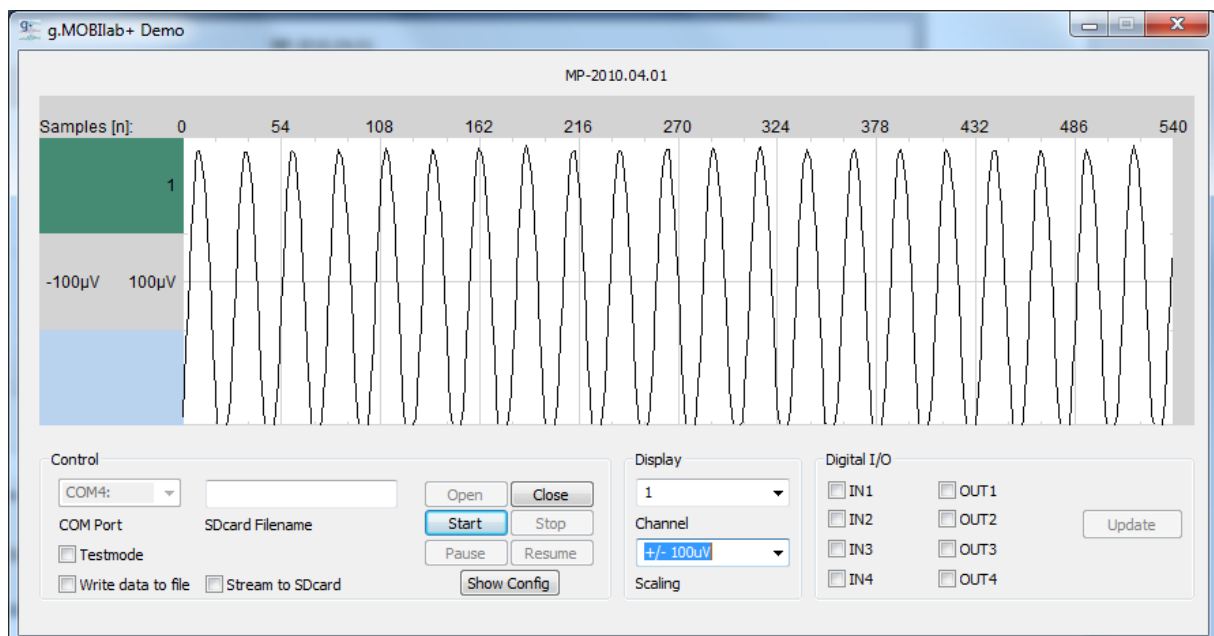 g.MOBIlab+ Demo
MP-2010.04.01
Samples [n]: 0 54 108 162 216 270 324 378 432 486 540
1
-100µV 100µV
Control
COM4:
Open Close
COM Port SDcard Filename
Start Stop
Testmode
Pause Resume
Write data to file Stream to SDcard
Show Config
Display
1
Channel
+/- 100uV
Scaling
Digital I/O
IN1 OUT1
IN2 OUT2
IN3 OUT3
IN4 OUT4
Update